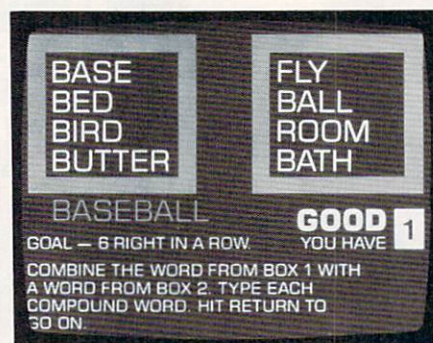 BASE
BED
BIRD
BUTTER
FLY
BALL
ROOM
BATH
BASEBALL
GOOD
GOAL — 6 RIGHT IN A ROW.
YOU HAVE 1
COMBINE THE WORD FROM BOX 1 WITH
A WORD FROM BOX 2. TYPE EACH
COMPOUND WORD. HIT RETURN TO
GO ON.